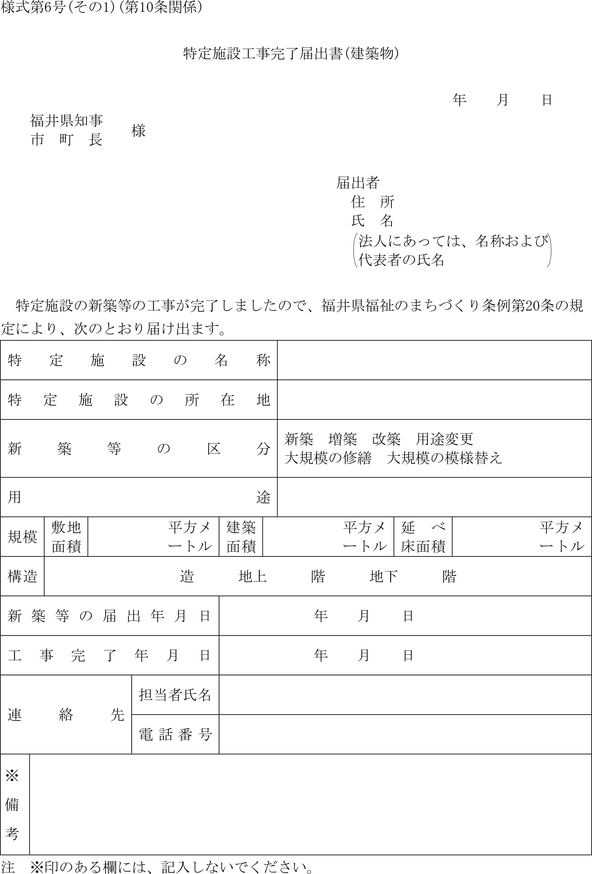 様式第6号(その1)(第10条関係)
特定施設工事完了届出書(建築物)
年　月　日
福井県知事
市　町　長　様
届出者
住　所
氏　名
(法人にあっては、名称および
代表者の氏名)
特定施設の新築等の工事が完了しましたので、福井県福祉のまちづくり条例第20条の規
定により、次のとおり届け出ます。
特定施設の名称
特定施設の所在地
新築等の区分　新築　増築　改築　用途変更
大規模の修繕　大規模の模様替え
用途
規模　敷地面積　平方メートル　建築面積　平方メートル　延べ床面積　平方メートル
構造　造　地上　階　地下　階
新築等の届出年月日　年　月　日
工事完了年月日　年　月　日
連絡先　担当者氏名
電話番号
※備考
注　※印のある欄には、記入しないでください。